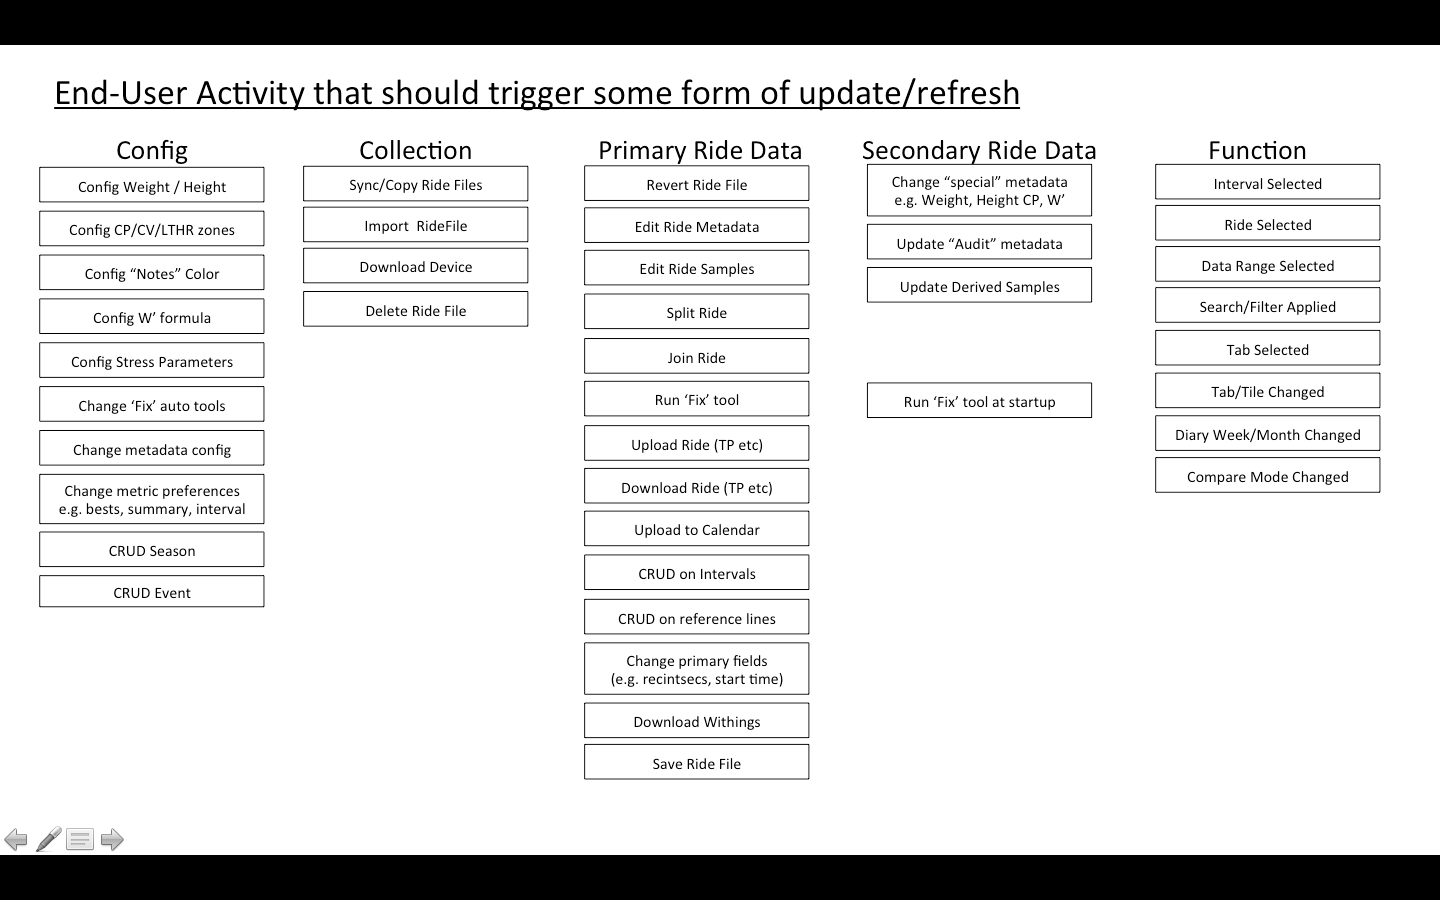 End-User Activity that should trigger some form of update/refresh
Config
Config Weight / Height
Config CP/CV/LTHR zones
Config “Notes” Color
Config W’ formula
Config Stress Parameters
Change ‘Fix’ auto tools
Change metadata config
Change metric preferences
e.g. bests, summary, interval
CRUD Season
CRUD Event
Collection
Sync/Copy Ride Files
Import  RideFile
Download Device
Delete Ride File
Primary Ride Data
Revert Ride File
Edit Ride Metadata
Edit Ride Samples
Split Ride
Join Ride
Run ‘Fix’ tool
Upload Ride (TP etc)
Download Ride (TP etc)
Upload to Calendar
CRUD on Intervals
CRUD on reference lines
Change primary fields
(e.g. recintsecs, start time)
Download Withings
Save Ride File
Secondary Ride Data
Change “special” metadata
e.g. Weight, Height CP, W’
Update “Audit” metadata
Update Derived Samples
Run ‘Fix’ tool at startup
Function
Interval Selected
Ride Selected
Data Range Selected
Search/Filter Applied
Tab Selected
Tab/Tile Changed
Diary Week/Month Changed
Compare Mode Changed